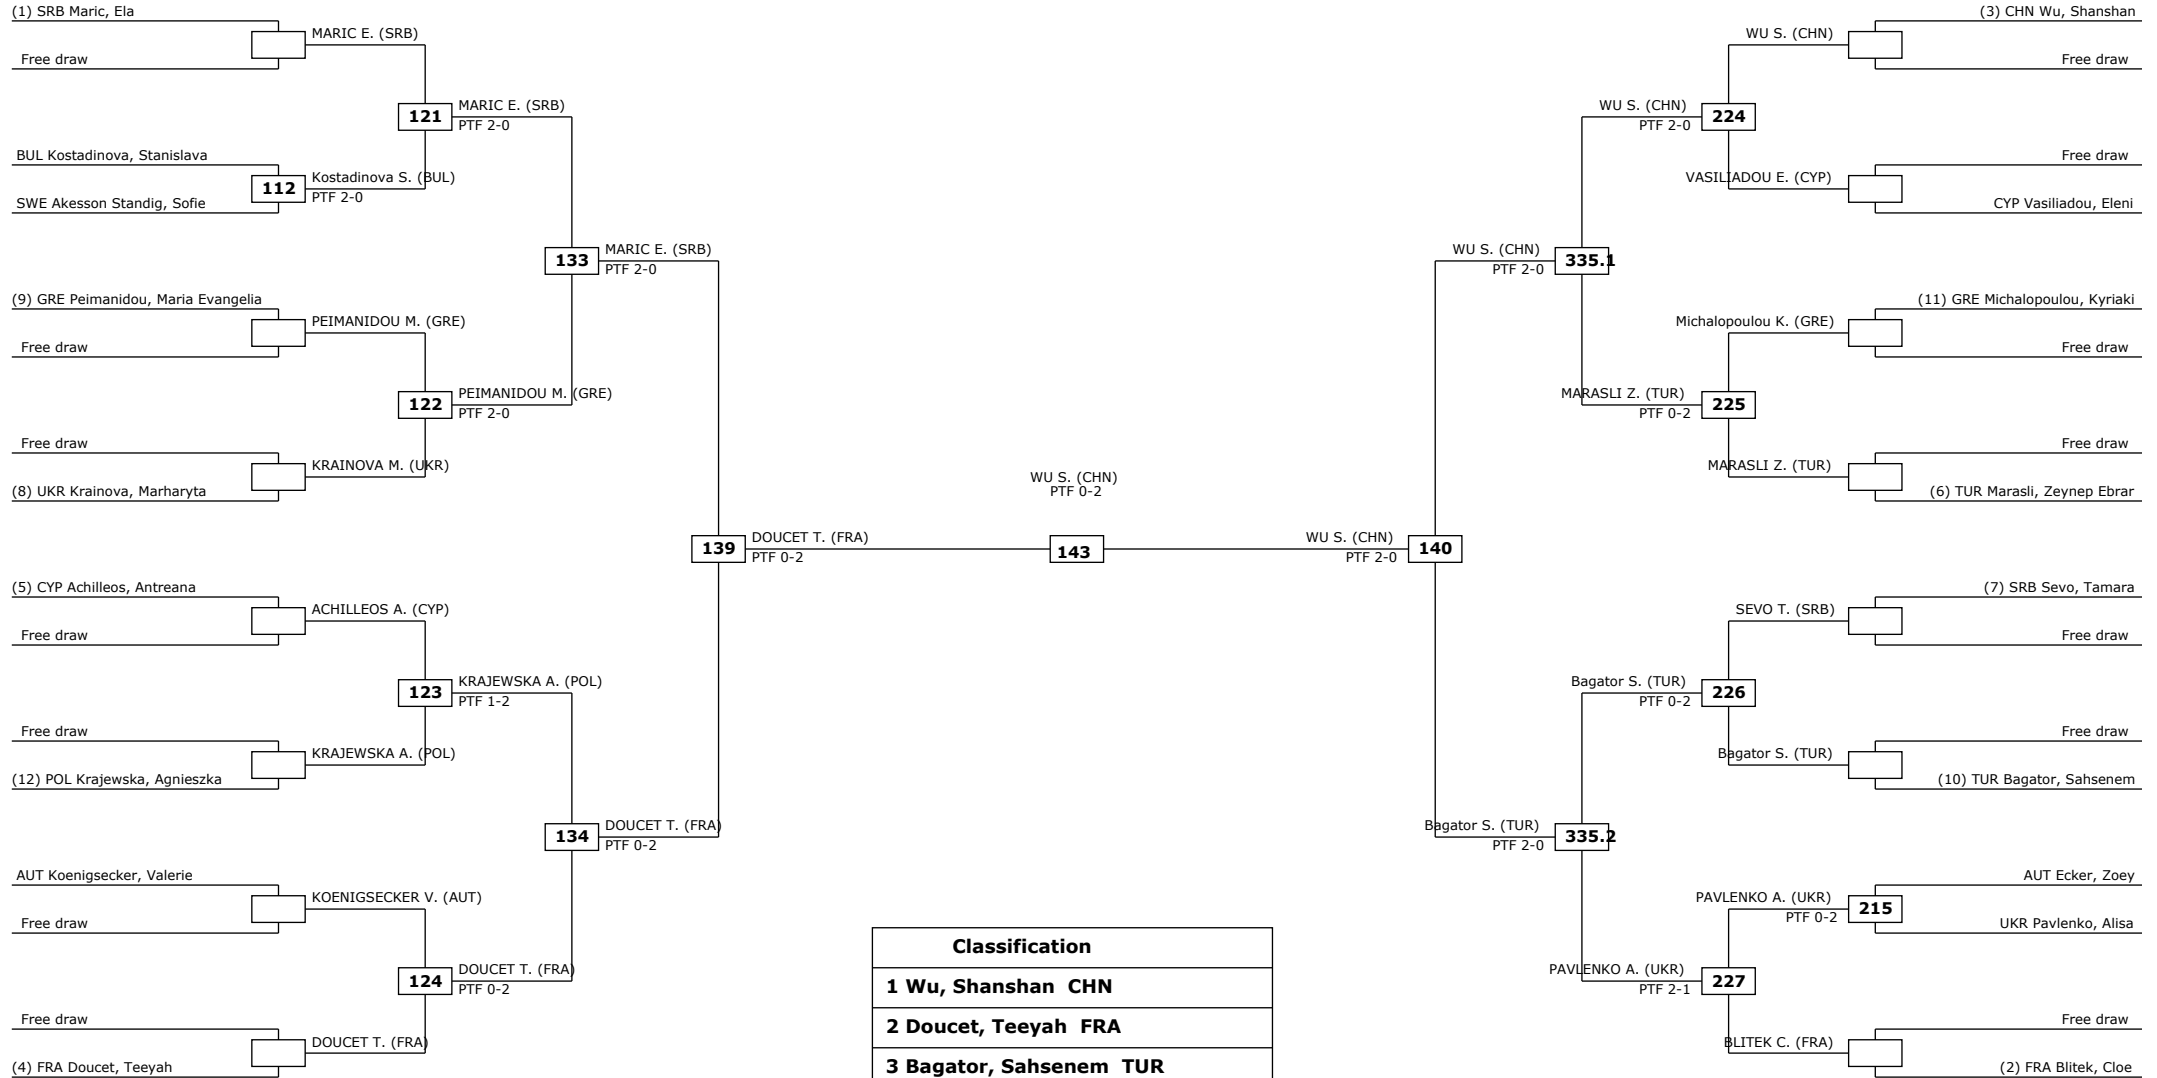 (1) SRB Maric, Ela
MARIC E. (SRB)
Free draw
121
MARIC E. (SRB)
PTF 2-0
BUL Kostadinova, Stanislava
112
Kostadinova S. (BUL)
PTF 2-0
SWE Akesson Standig, Sofie
133
MARIC E. (SRB)
PTF 2-0
(9) GRE Peimanidou, Maria Evangelia
PEIMANIDOU M. (GRE)
Free draw
122
PEIMANIDOU M. (GRE)
PTF 2-0
Free draw
KRAINOVA M. (UKR)
(8) UKR Krainova, Marharyta
139
DOUCET T. (FRA)
PTF 0-2
(5) CYP Achilleos, Antreana
ACHILLEOS A. (CYP)
Free draw
123
KRAJEWSKA A. (POL)
PTF 1-2
Free draw
KRAJEWSKA A. (POL)
(12) POL Krajewska, Agnieszka
134
DOUCET T. (FRA)
PTF 0-2
AUT Koenigsecker, Valerie
KOENIGSECKER V. (AUT)
Free draw
124
DOUCET T. (FRA)
PTF 0-2
Free draw
DOUCET T. (FRA)
(4) FRA Doucet, Teeyah
WU S. (CHN)
PTF 0-2
143
(3) CHN Wu, Shanshan
WU S. (CHN)
Free draw
WU S. (CHN)
PTF 2-0
224
Free draw
VASILIADOU E. (CYP)
CYP Vasiliadou, Eleni
WU S. (CHN)
PTF 2-0
335.1
(11) GRE Michalopoulou, Kyriaki
Michalopoulou K. (GRE)
Free draw
MARASLI Z. (TUR)
PTF 0-2
225
Free draw
MARASLI Z. (TUR)
(6) TUR Marasli, Zeynep Ebrar
WU S. (CHN)
PTF 2-0
140
(7) SRB Sevo, Tamara
SEVO T. (SRB)
Free draw
Bagator S. (TUR)
PTF 0-2
226
Free draw
Bagator S. (TUR)
(10) TUR Bagator, Sahsenem
Bagator S. (TUR)
PTF 2-0
335.2
AUT Ecker, Zoey
PAVLENKO A. (UKR)
PTF 0-2
215
UKR Pavlenko, Alisa
PAVLENKO A. (UKR)
PTF 2-1
227
Free draw
BLITEK C. (FRA)
(2) FRA Blitek, Cloe
Classification
1 Wu, Shanshan CHN
2 Doucet, Teeyah FRA
3 Bagator, Sahsenem TUR